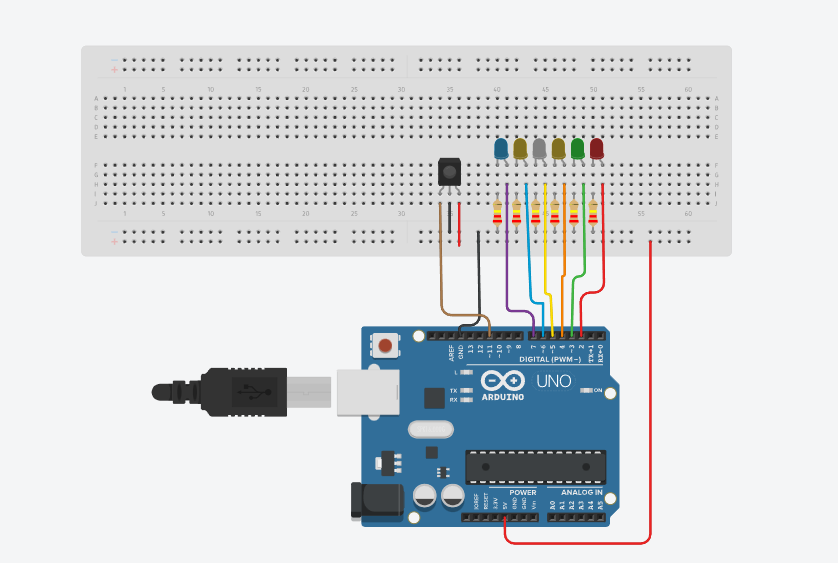 1 5 10 15 20 25 30 35 40 45 50 55 60
A A
B B
C C
D D
E E
F F
G G
H H
I I
J J
1 5 10 15 20 25 30 35 45 50 55 60
AREF
GND
13
12
~11
~10
~9
8
7
~6
~5
4
~3
2
TX→1
RX←0
DIGITAL (PWM~)
L
TX
RX
UNO
ARDUINO
ON
POWER
ANALOG IN
IOREF
RESET
3.3V
5V
GND
GND
Vin
A0
A1
A2
A3
A4
A5